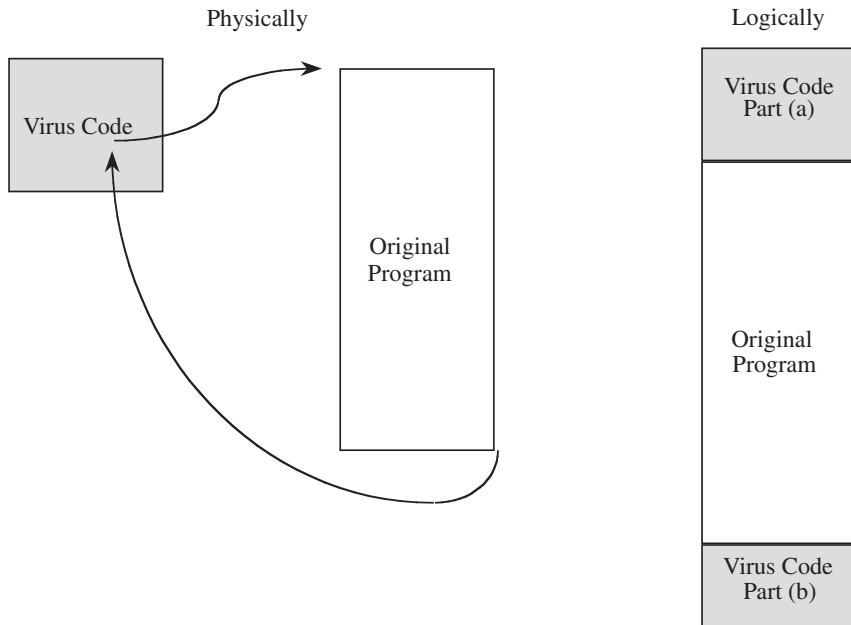 Physically
Virus Code
Original
Program
Logically
Virus Code
Part (a)
Original
Program
Virus Code
Part (b)